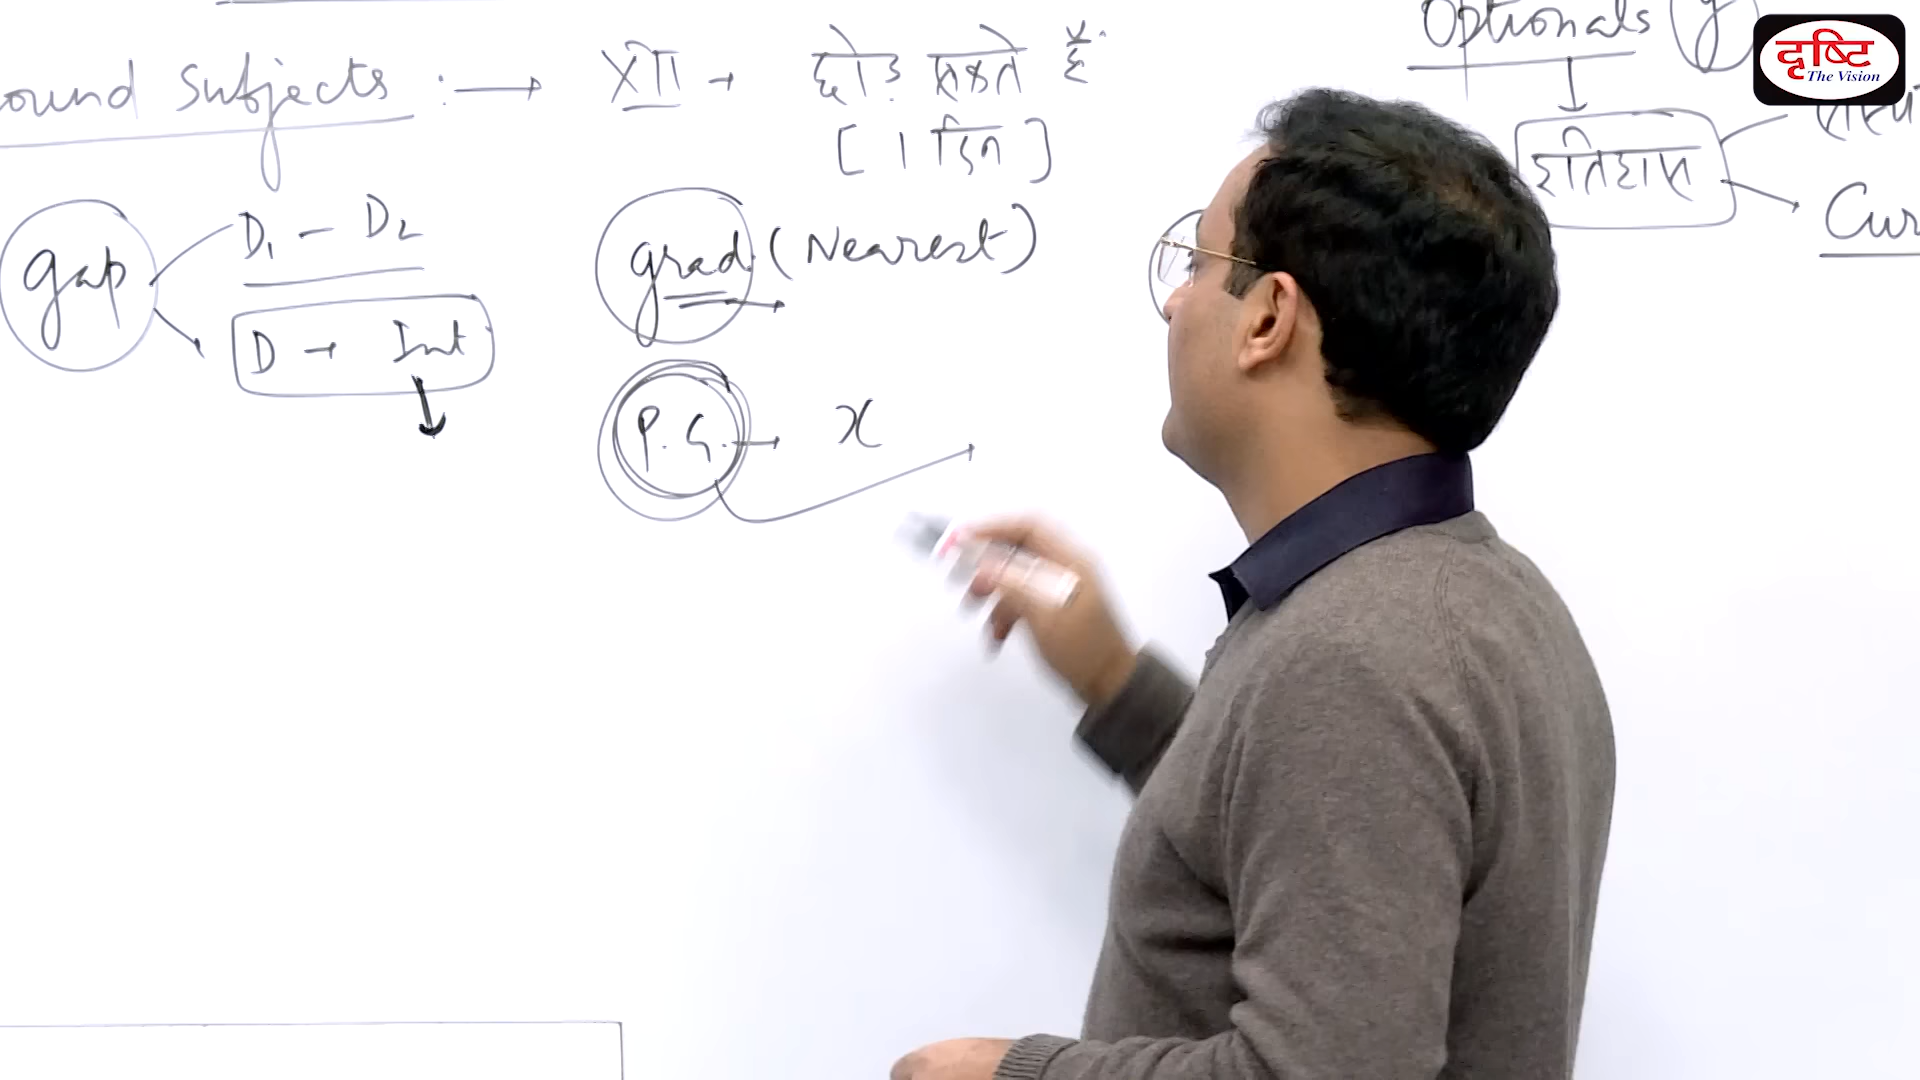 ound Subjects : → XII → छोड़ सकते हैं
[1 दिन]
gap
D₁ – D₂
D → Int
grad. (Nearest)
P.G. → x
Optionals
इतिहास
Cur
दृष्टि
The Vision